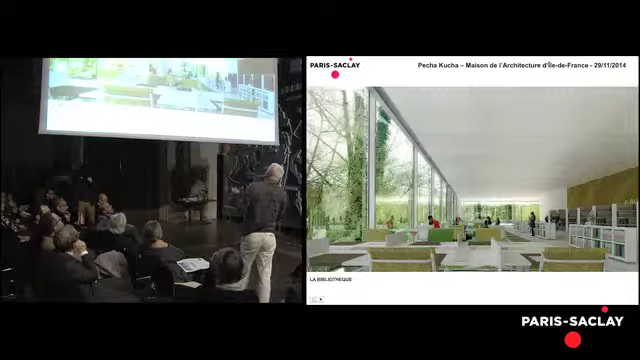 PARIS-SACLAY
Pecha Kucha – Maison de l'Architecture d'Île-de-France - 29/11/2014
LA BIBLIOTHEQUE
PARIS-SACLAY